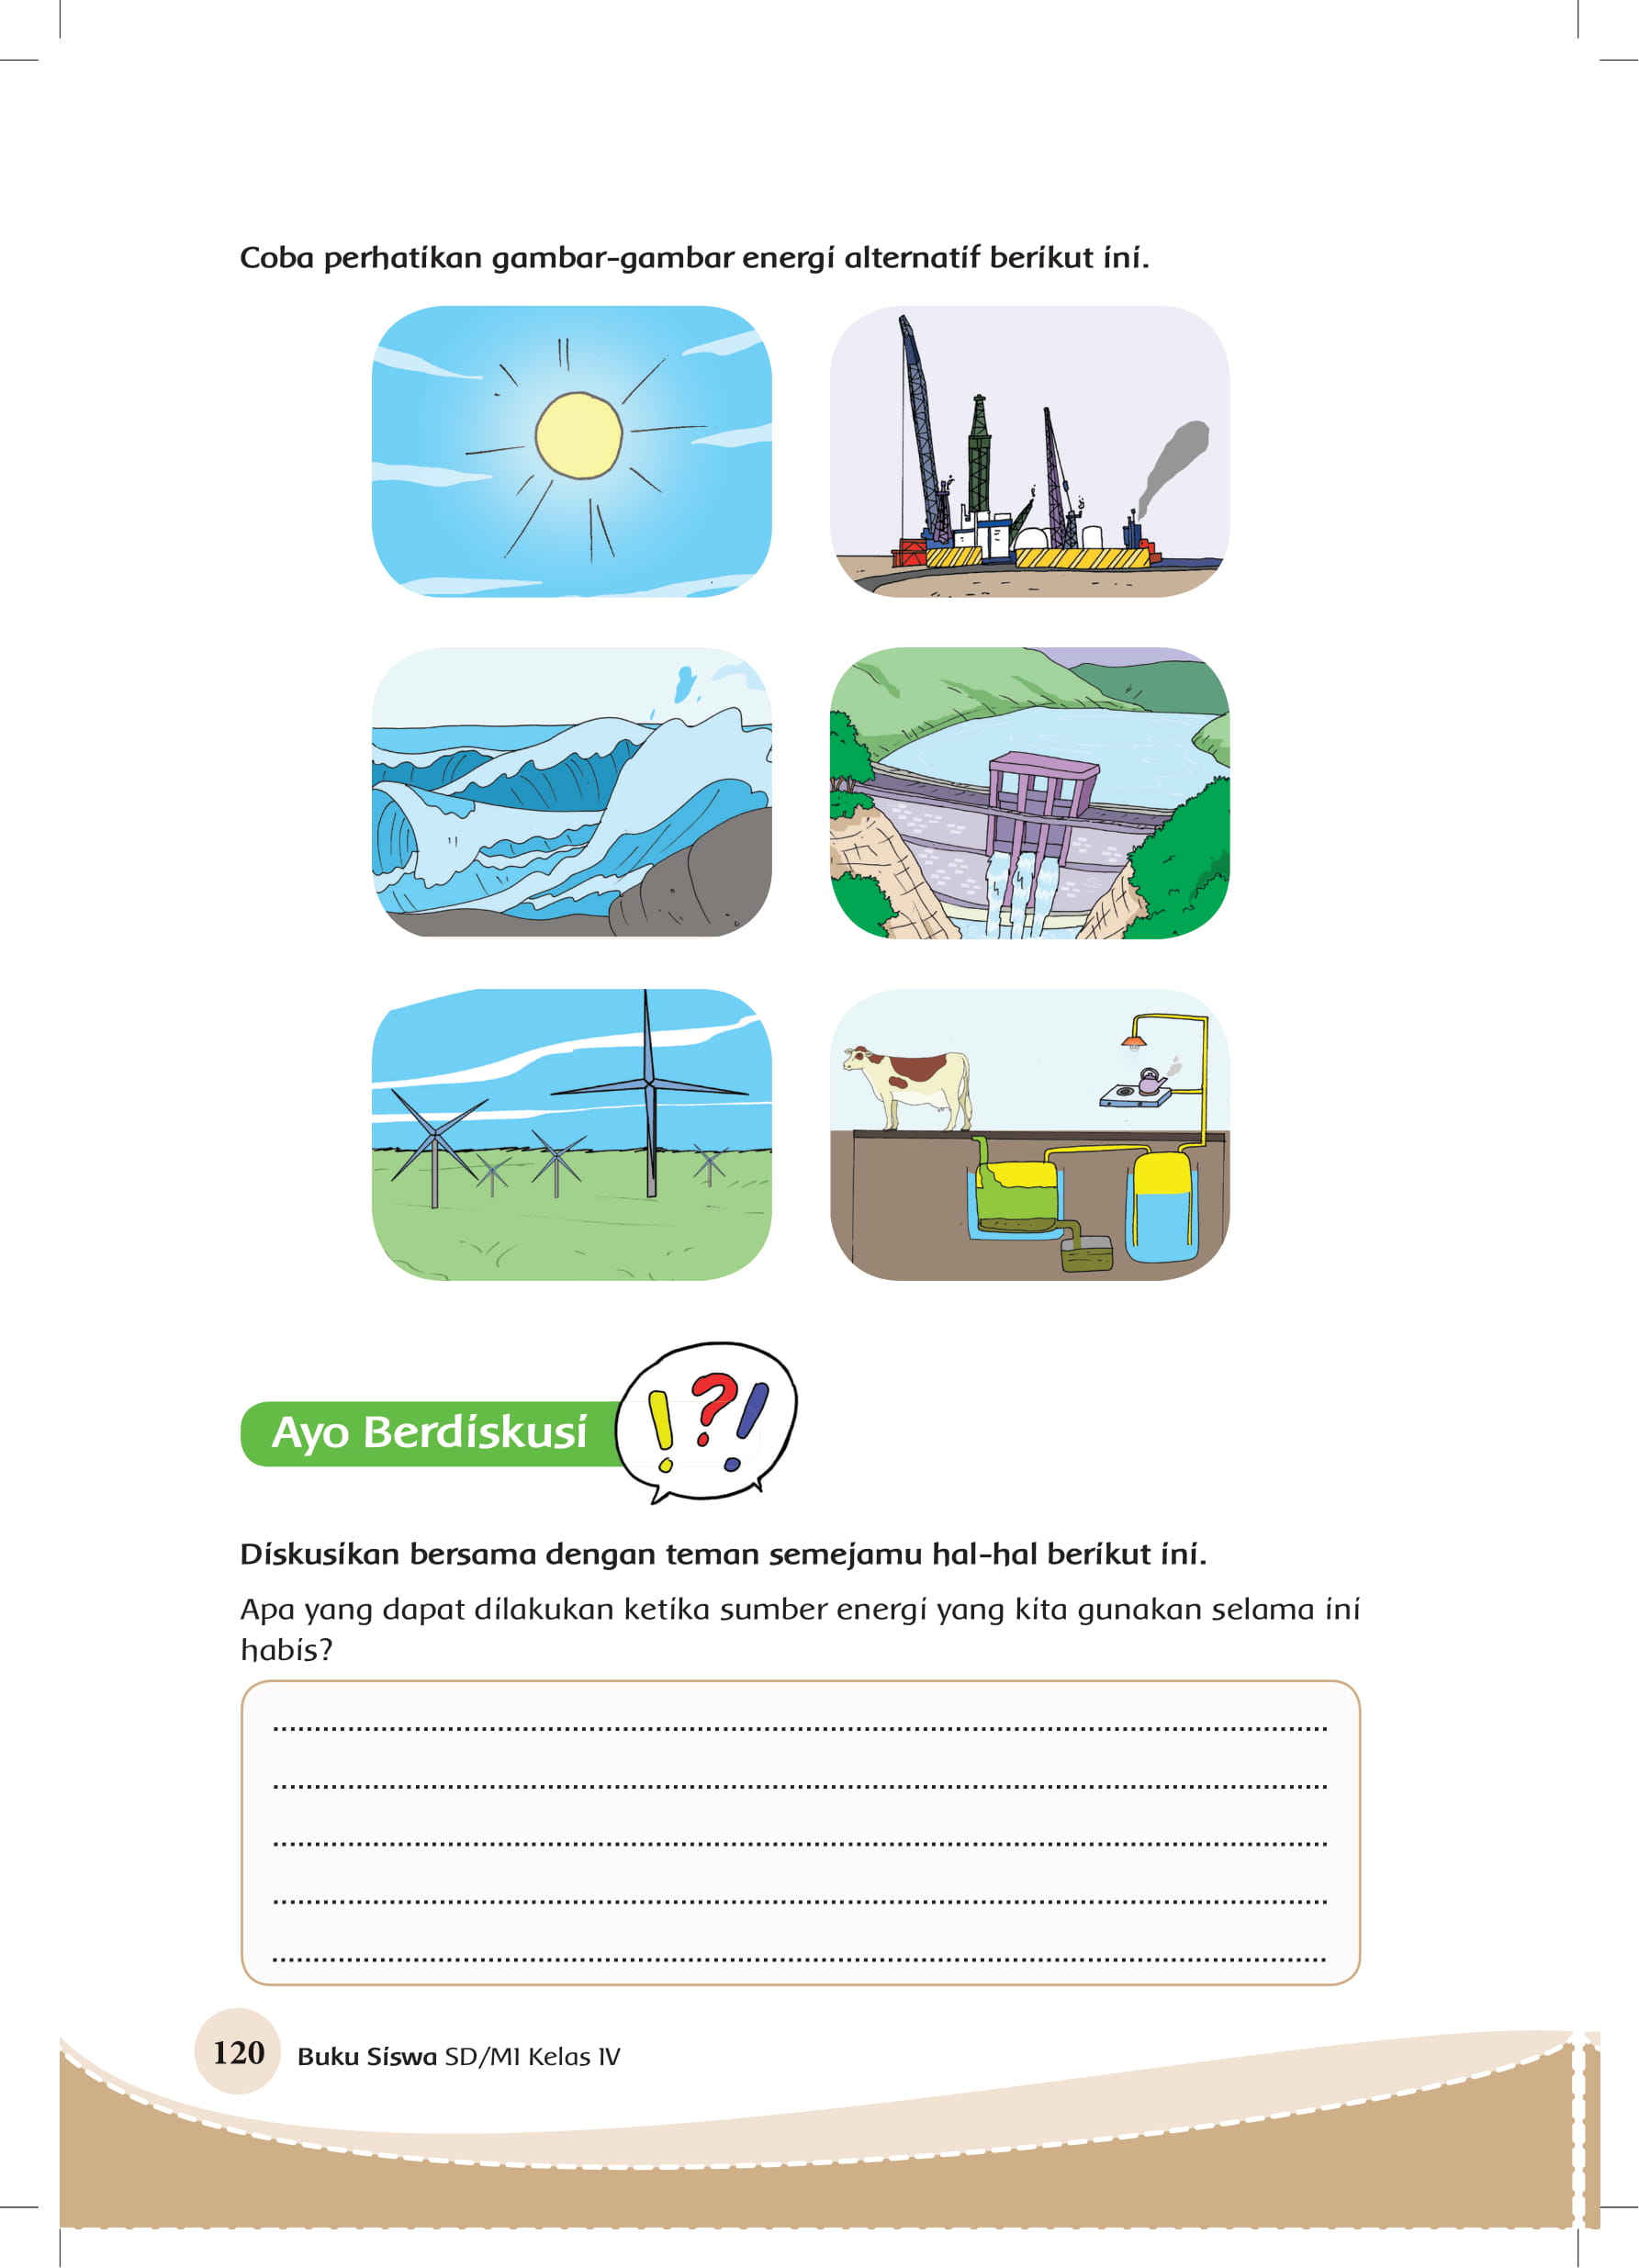 Coba perhatikan gambar-gambar energi alternatif berikut ini.
Ayo Berdiskusi
Diskusikan bersama dengan teman semejamu hal-hal berikut ini.
Apa yang dapat dilakukan ketika sumber energi yang kita gunakan selama ini
habis?
120 Buku Siswa SD/MI Kelas IV